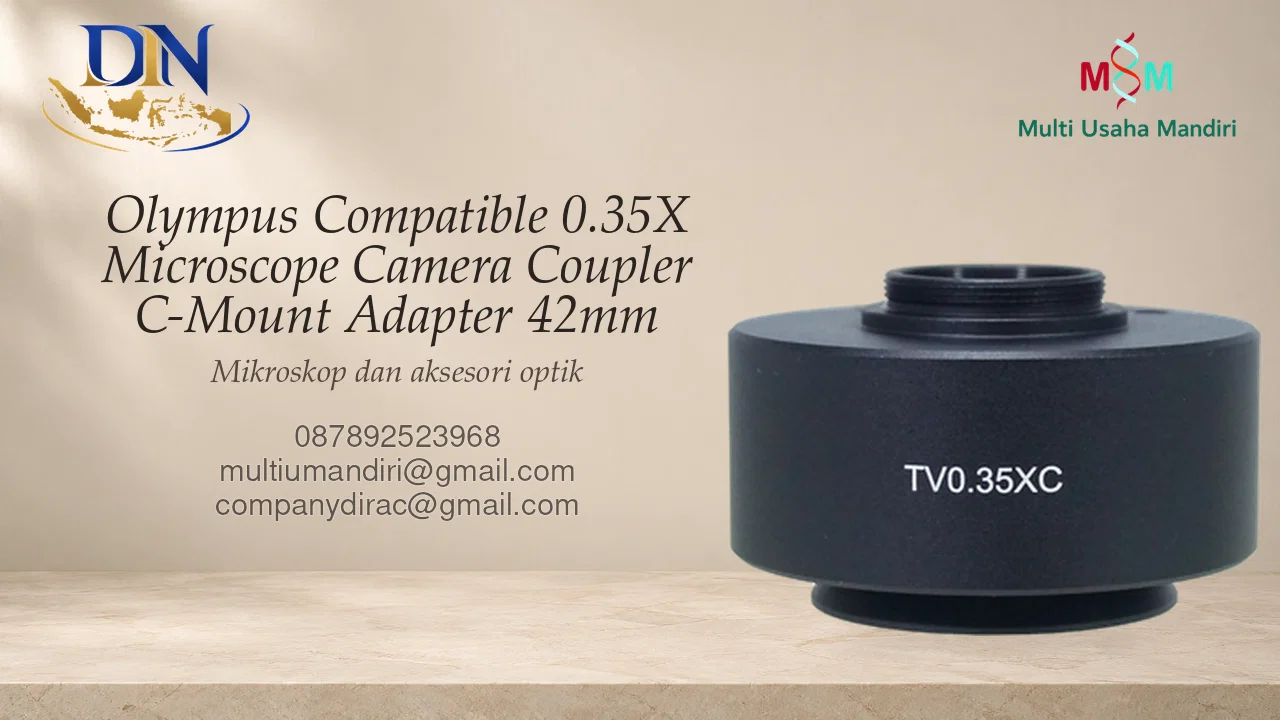 DN
M M
Multi Usaha Mandiri
Olympus Compatible 0.35X
Microscope Camera Coupler
C-Mount Adapter 42mm
Mikroskop dan aksesori optik
087892523968
multiumandiri@gmail.com
companydirac@gmail.com
TV0.35XC